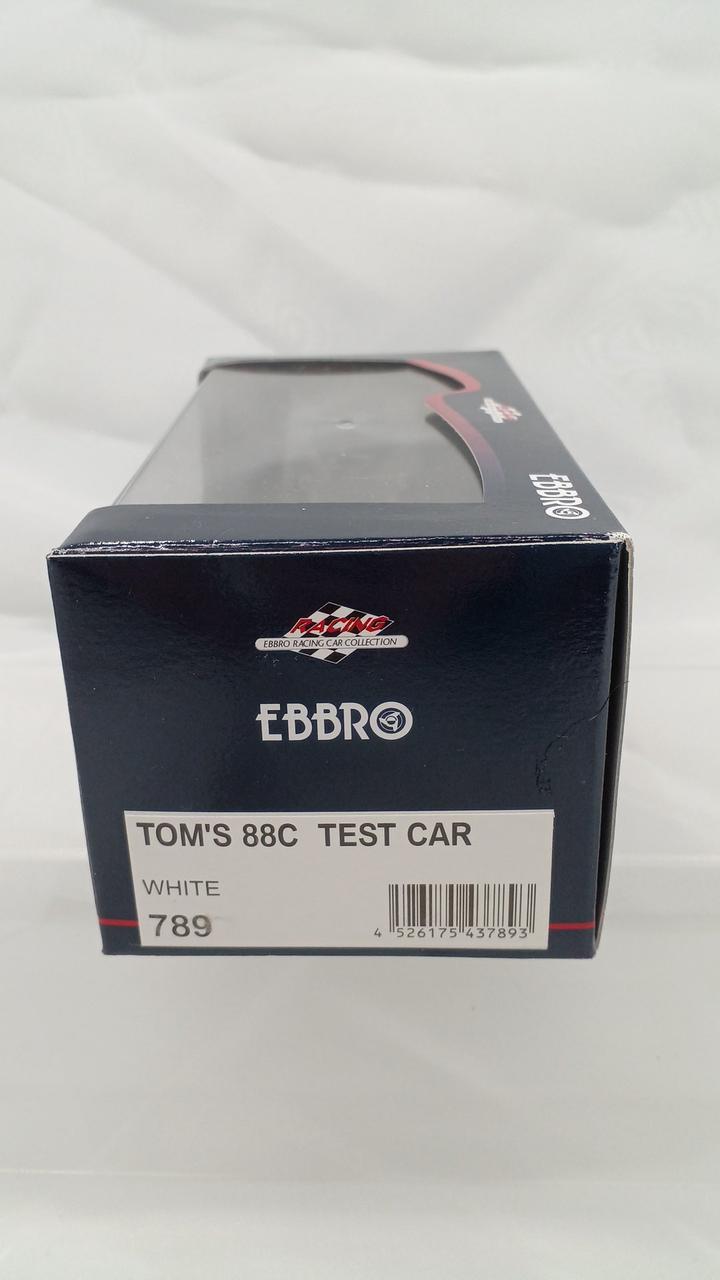 EBBRO
RACING
EBBRO RACING CAR COLLECTION
EBBRO
TOM'S 88C TEST CAR
WHITE
789
4 526175 437893